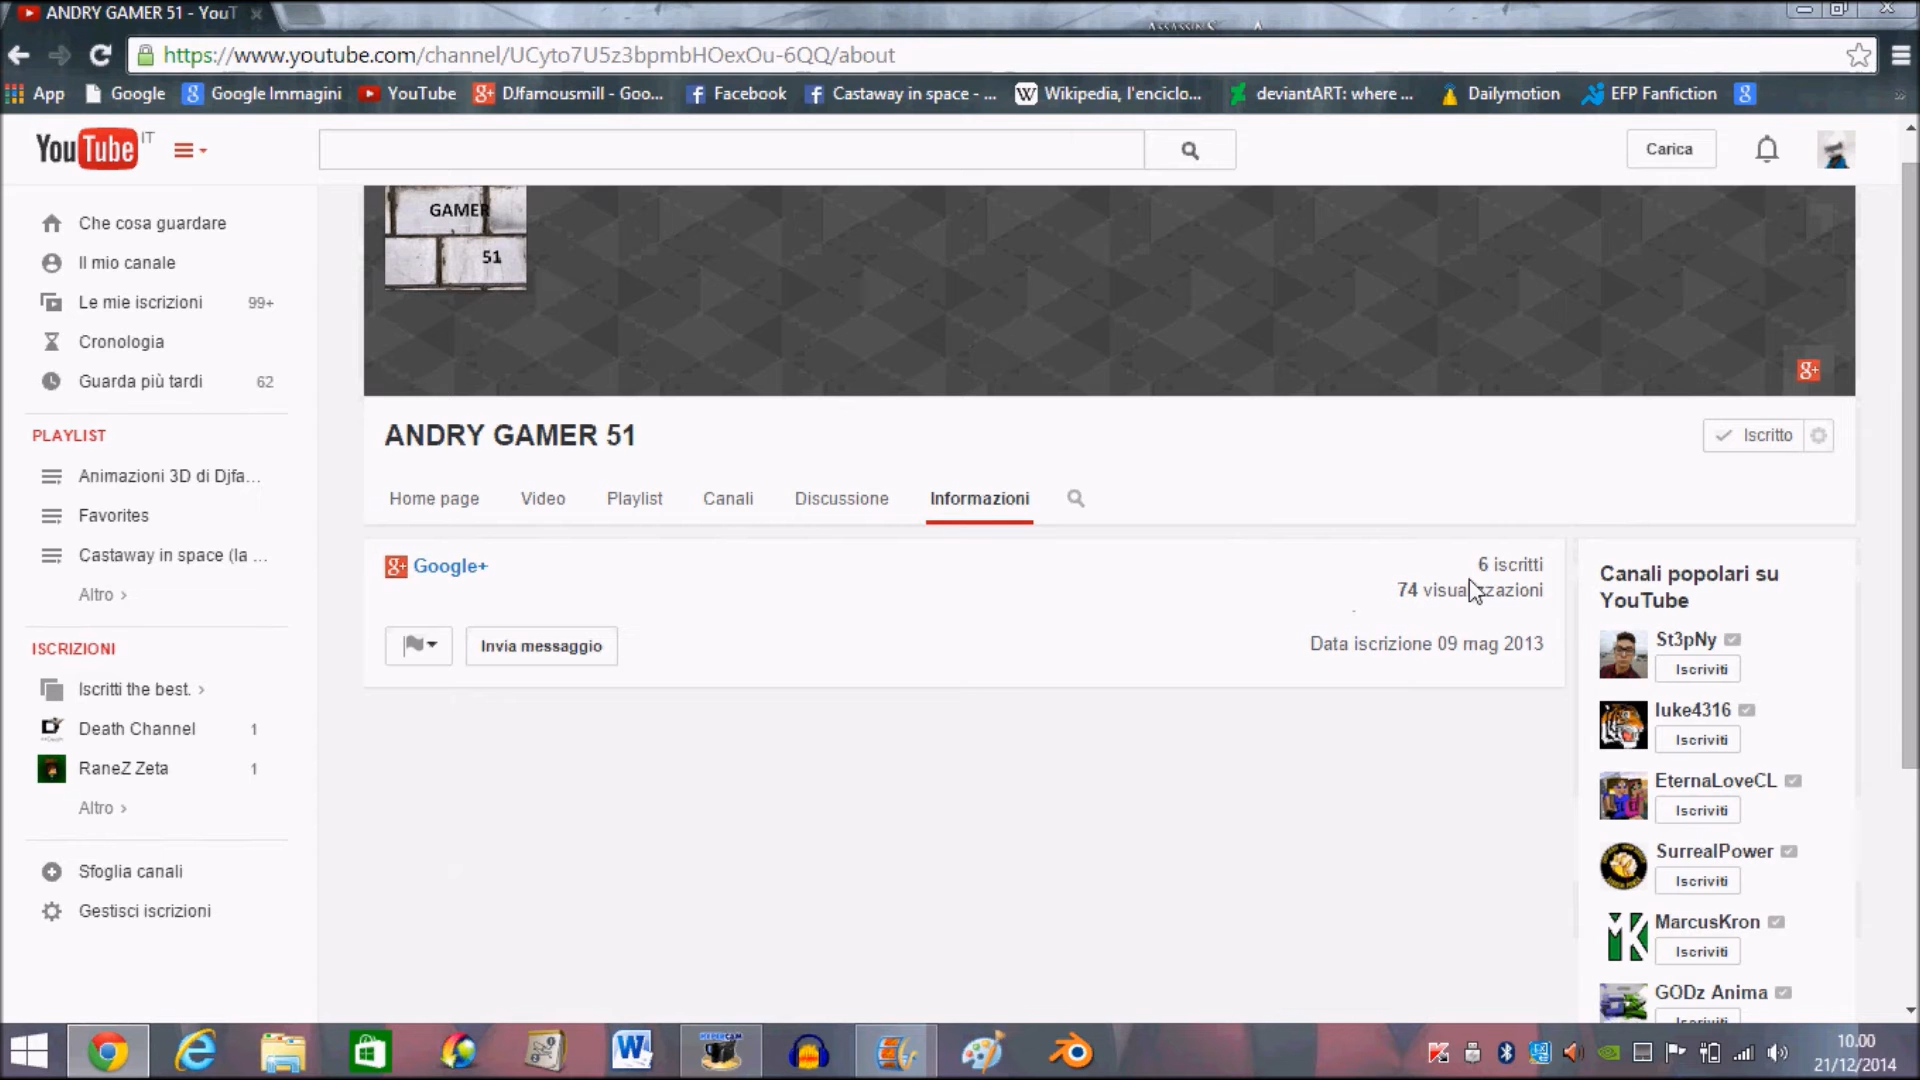 ANDRY GAMER 51 - YouT
https://www.youtube.com/channel/UCyto7U5z3bpmbHOexOu-6QQ/about
App Google Google Immagini YouTube DJfamousmill - Goo... Facebook Castaway in space - ... Wikipedia, l'enciclo... deviantART: where ... Dailymotion EFP Fanfiction
YouTube IT
Carica
Che cosa guardare
Il mio canale
Le mie iscrizioni 99+
Cronologia
Guarda più tardi 62
PLAYLIST
Animazioni 3D di Djfa...
Favorites
Castaway in space (la ...
Altro ›
ISCRIZIONI
Iscritti the best. ›
Death Channel 1
RaneZ Zeta 1
Altro ›
Sfoglia canali
Gestisci iscrizioni
GAMER
51
g+
ANDRY GAMER 51
Iscritto
Home page Video Playlist Canali Discussione Informazioni
g+ Google+
6 iscritti
74 visualizzazioni
Data iscrizione 09 mag 2013
Invia messaggio
Canali popolari su
YouTube
St3pNy
Iscriviti
luke4316
Iscriviti
EternaLoveCL
Iscriviti
SurrealPower
Iscriviti
MarcusKron
Iscriviti
GODz Anima
Iscriviti
HYPERCAM
10.00
21/12/2014